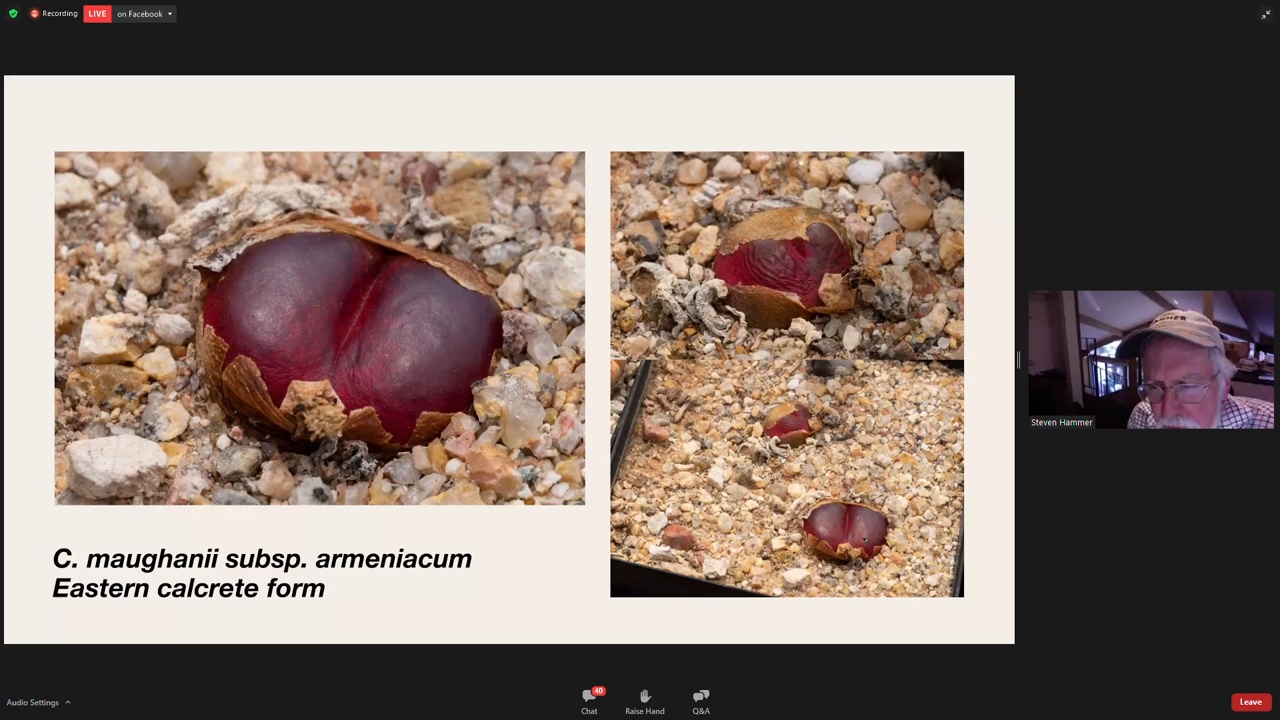 Recording
LIVE on Facebook
C. maughanii subsp. armeniacum
Eastern calcrete form
Steven Hammer
Audio Settings
40
Chat
Raise Hand
Q&A
Leave